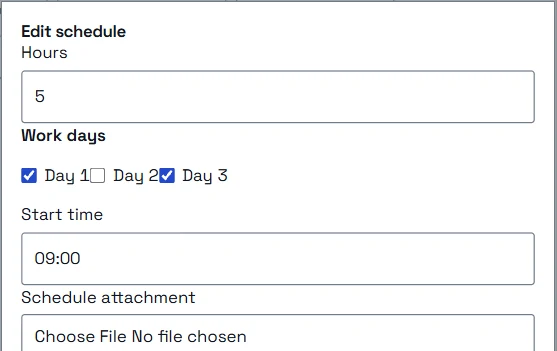 Edit schedule
Hours
5
Work days
Day 1 Day 2 Day 3
Start time
09:00
Schedule attachment
Choose File No file chosen